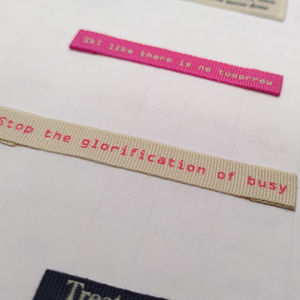 Ski like there is no tomorrow
Stop the glorification of busy